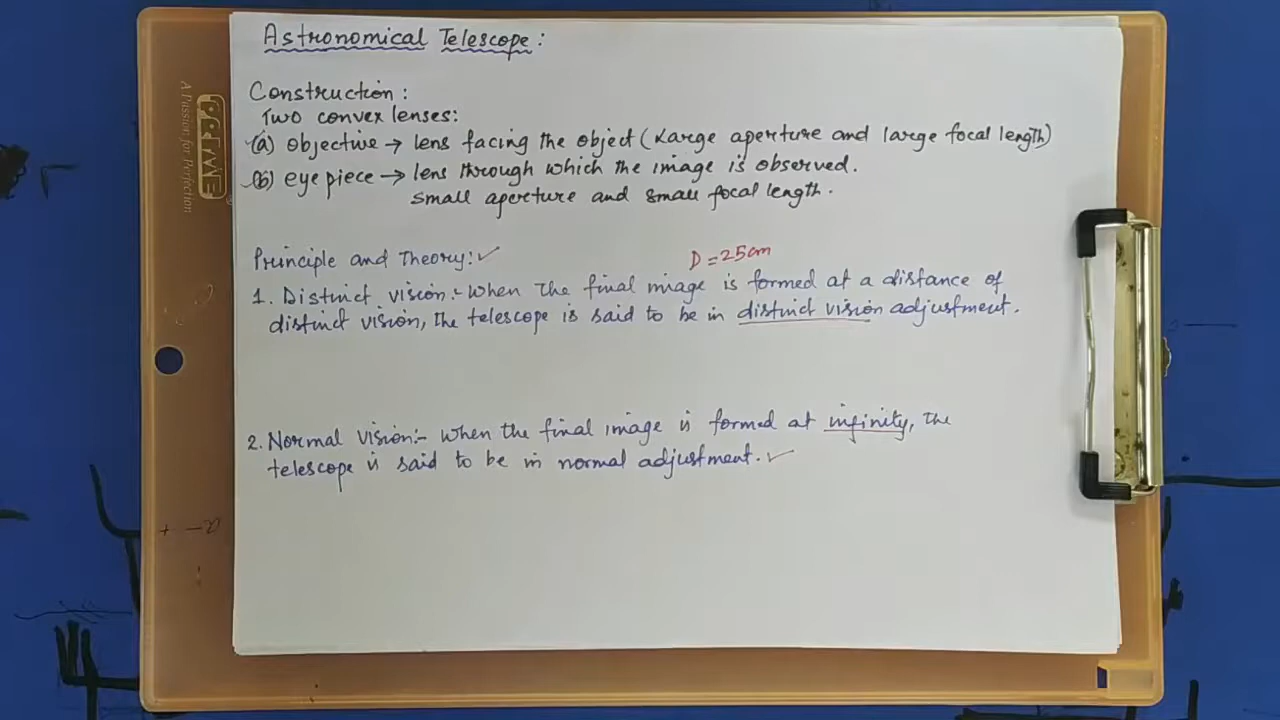 Astronomical Telescope:
Construction:
Two convex lenses:
(a) objective → lens facing the object (Large aperture and large focal length)
(b) eye piece → lens through which the image is observed.
small aperture and small focal length.
Principle and Theory: ✓
D = 25cm
1. Distinct vision:- When the final image is formed at a distance of
distinct vision, the telescope is said to be in distinct vision adjustment.
2. Normal vision:- When the final image is formed at infinity, the
telescope is said to be in normal adjustment. ✓
A Passion for Perfection